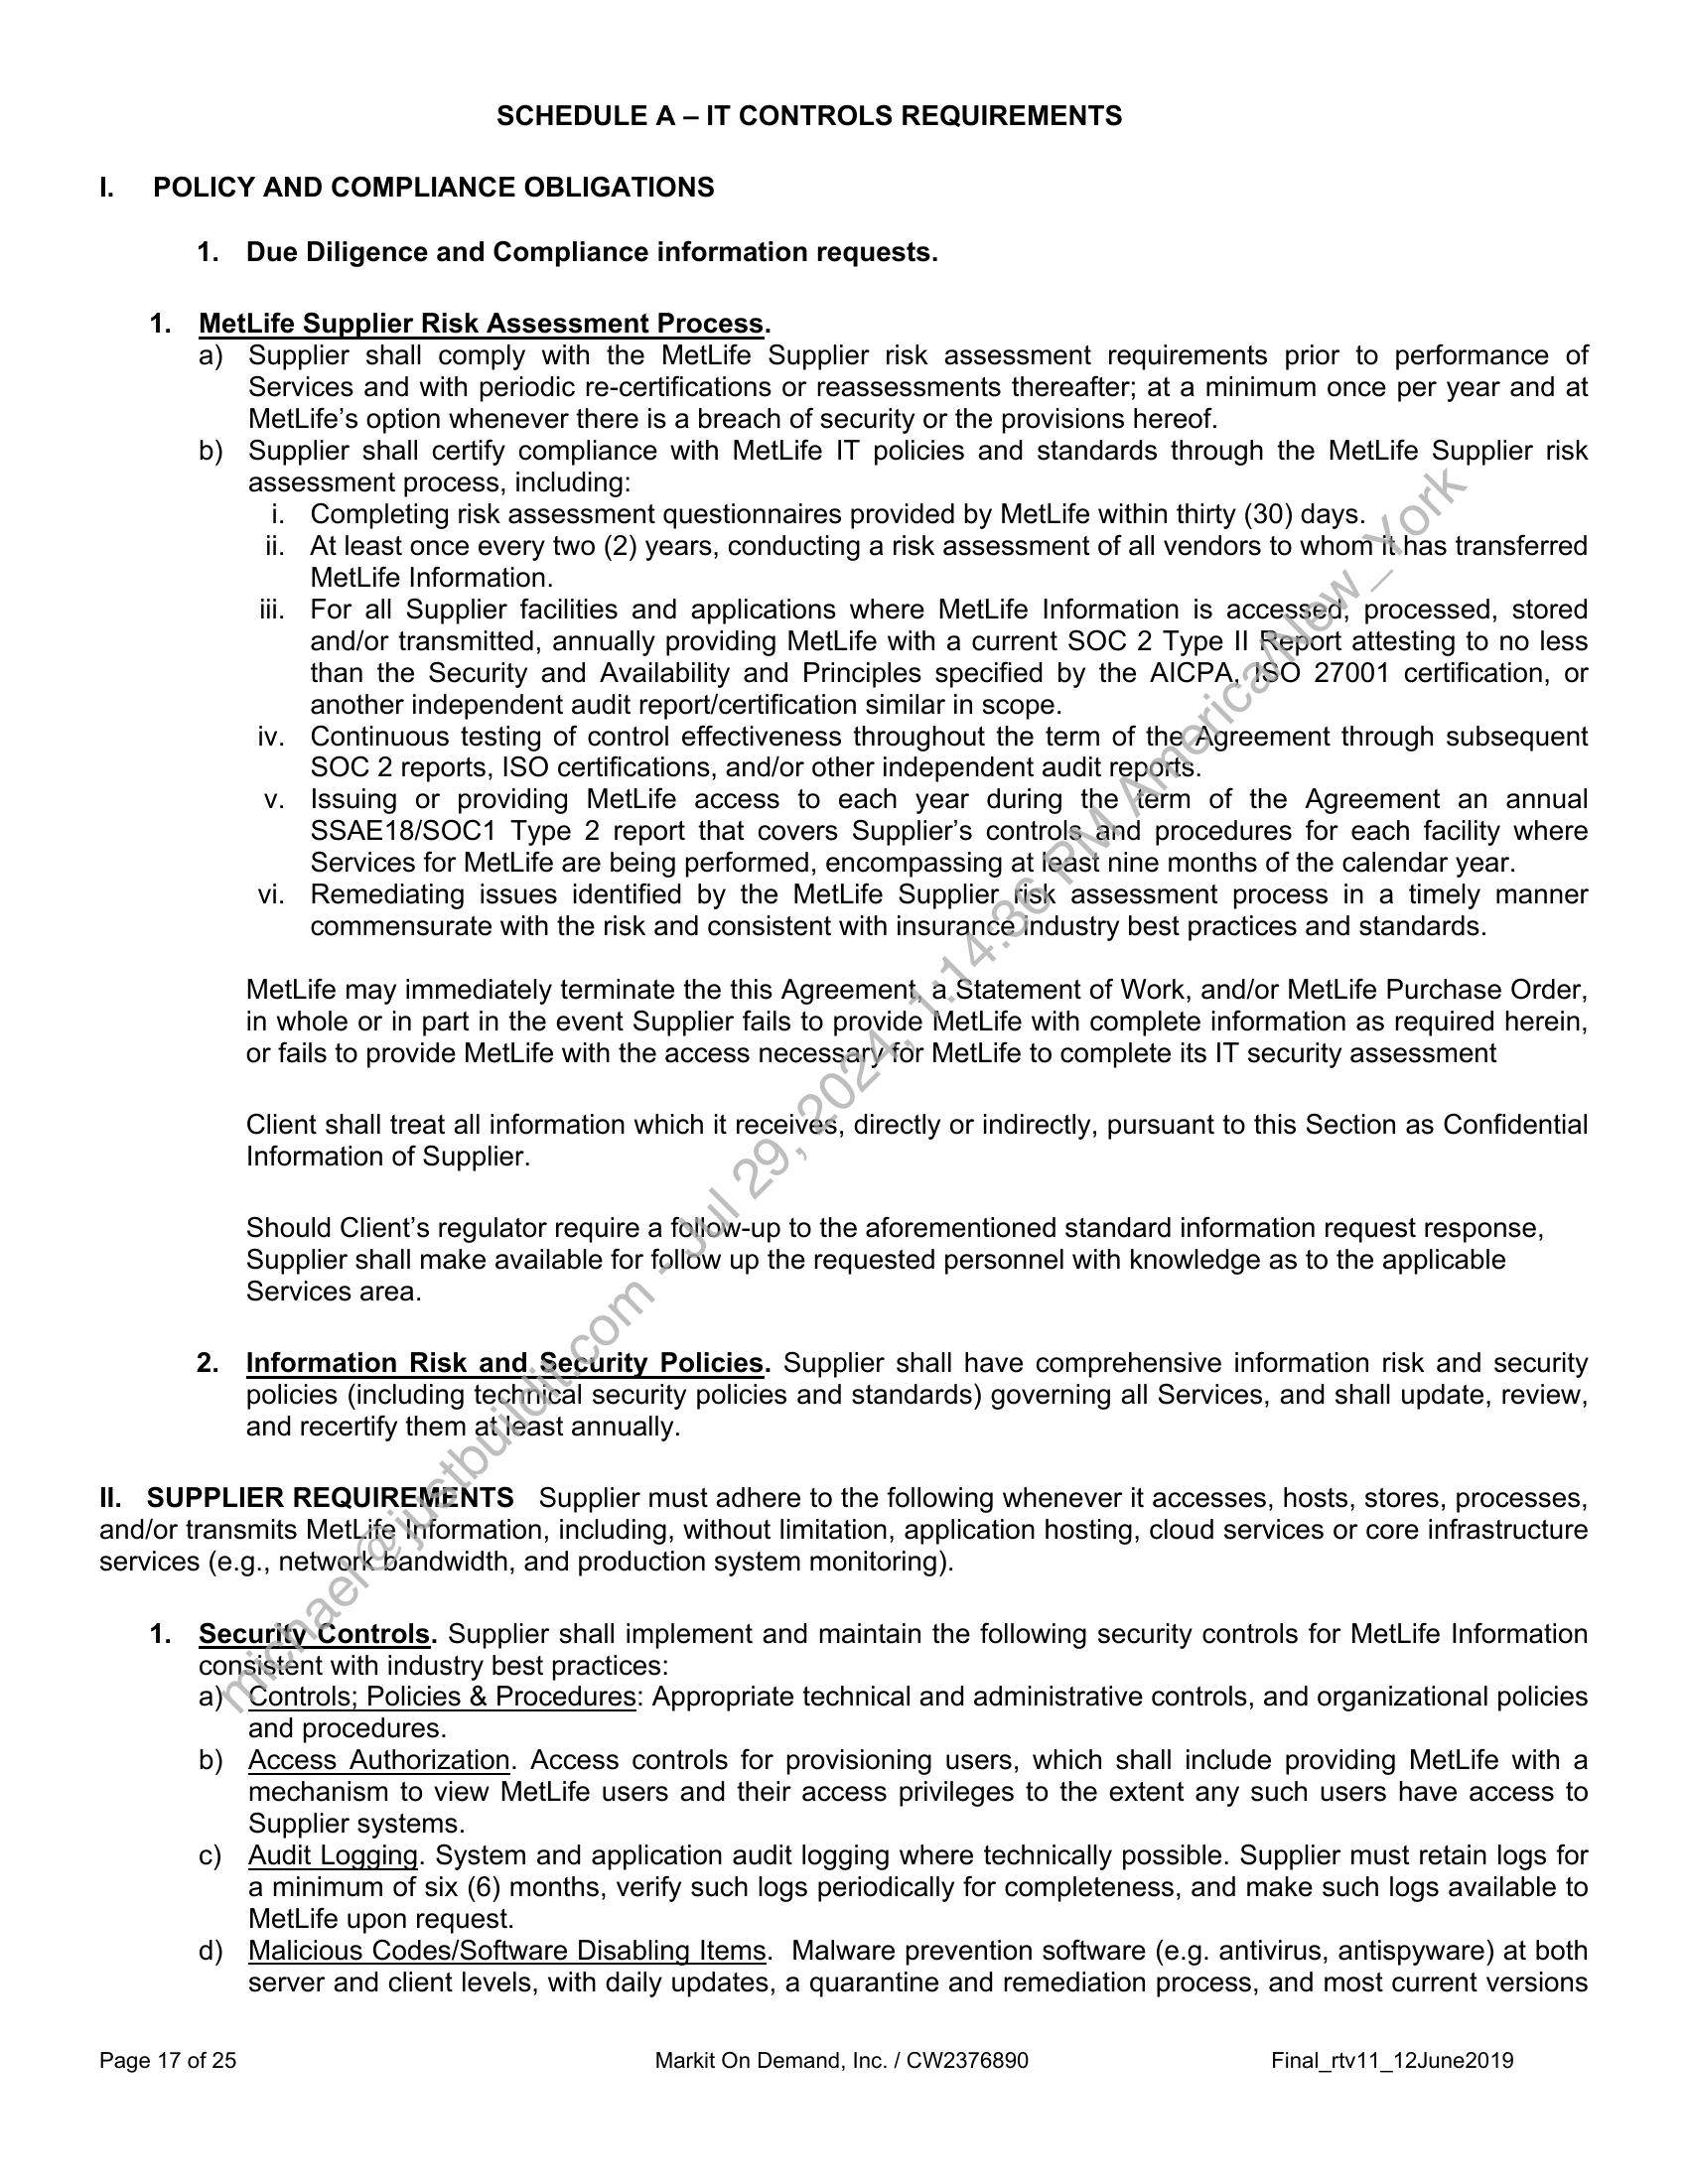 SCHEDULE A – IT CONTROLS REQUIREMENTS
I. POLICY AND COMPLIANCE OBLIGATIONS
1. Due Diligence and Compliance information requests.
1. MetLife Supplier Risk Assessment Process.
a) Supplier shall comply with the MetLife Supplier risk assessment requirements prior to performance of
Services and with periodic re-certifications or reassessments thereafter; at a minimum once per year and at
MetLife’s option whenever there is a breach of security or the provisions hereof.
b) Supplier shall certify compliance with MetLife IT policies and standards through the MetLife Supplier risk
assessment process, including:
i. Completing risk assessment questionnaires provided by MetLife within thirty (30) days.
ii. At least once every two (2) years, conducting a risk assessment of all vendors to whom it has transferred
MetLife Information.
iii. For all Supplier facilities and applications where MetLife Information is accessed, processed, stored
and/or transmitted, annually providing MetLife with a current SOC 2 Type II Report attesting to no less
than the Security and Availability and Principles specified by the AICPA, ISO 27001 certification, or
another independent audit report/certification similar in scope.
iv. Continuous testing of control effectiveness throughout the term of the Agreement through subsequent
SOC 2 reports, ISO certifications, and/or other independent audit reports.
v. Issuing or providing MetLife access to each year during the term of the Agreement an annual
SSAE18/SOC1 Type 2 report that covers Supplier’s controls and procedures for each facility where
Services for MetLife are being performed, encompassing at least nine months of the calendar year.
vi. Remediating issues identified by the MetLife Supplier risk assessment process in a timely manner
commensurate with the risk and consistent with insurance industry best practices and standards.
MetLife may immediately terminate the this Agreement, a Statement of Work, and/or MetLife Purchase Order,
in whole or in part in the event Supplier fails to provide MetLife with complete information as required herein,
or fails to provide MetLife with the access necessary for MetLife to complete its IT security assessment
Client shall treat all information which it receives, directly or indirectly, pursuant to this Section as Confidential
Information of Supplier.
Should Client’s regulator require a follow-up to the aforementioned standard information request response,
Supplier shall make available for follow up the requested personnel with knowledge as to the applicable
Services area.
2. Information Risk and Security Policies. Supplier shall have comprehensive information risk and security
policies (including technical security policies and standards) governing all Services, and shall update, review,
and recertify them at least annually.
II. SUPPLIER REQUIREMENTS Supplier must adhere to the following whenever it accesses, hosts, stores, processes,
and/or transmits MetLife Information, including, without limitation, application hosting, cloud services or core infrastructure
services (e.g., network bandwidth, and production system monitoring).
1. Security Controls. Supplier shall implement and maintain the following security controls for MetLife Information
consistent with industry best practices:
a) Controls; Policies & Procedures: Appropriate technical and administrative controls, and organizational policies
and procedures.
b) Access Authorization. Access controls for provisioning users, which shall include providing MetLife with a
mechanism to view MetLife users and their access privileges to the extent any such users have access to
Supplier systems.
c) Audit Logging. System and application audit logging where technically possible. Supplier must retain logs for
a minimum of six (6) months, verify such logs periodically for completeness, and make such logs available to
MetLife upon request.
d) Malicious Codes/Software Disabling Items. Malware prevention software (e.g. antivirus, antispyware) at both
server and client levels, with daily updates, a quarantine and remediation process, and most current versions
Page 17 of 25 Markit On Demand, Inc. / CW2376890 Final_rtv11_12June2019
michael@justbuildit.com - Jul 29, 2024, 1:14:36 PM America/New_York